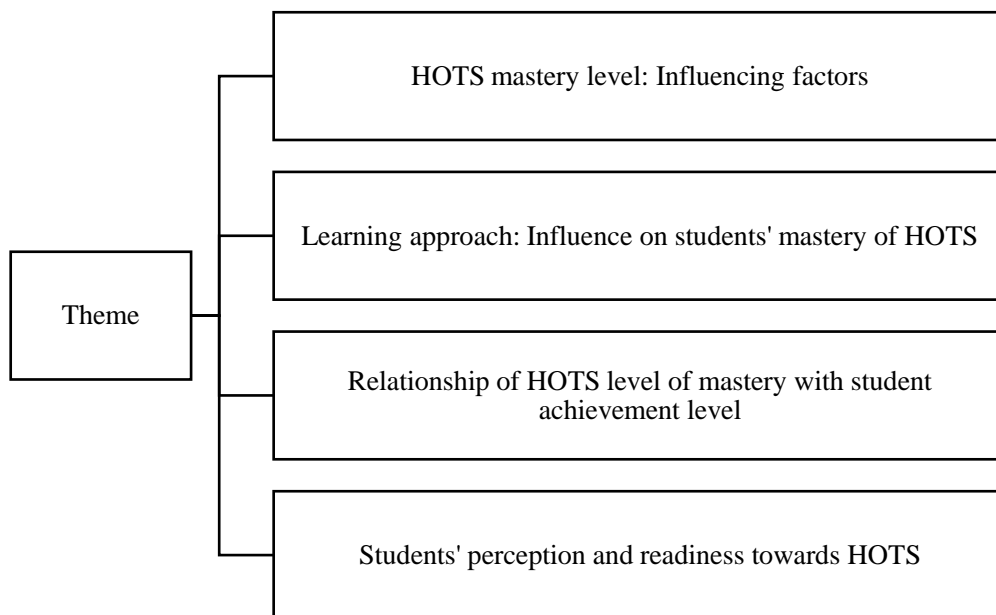 HOTS mastery level: Influencing factors
Learning approach: Influence on students' mastery of HOTS
Theme
Relationship of HOTS level of mastery with student
achievement level
Students' perception and readiness towards HOTS